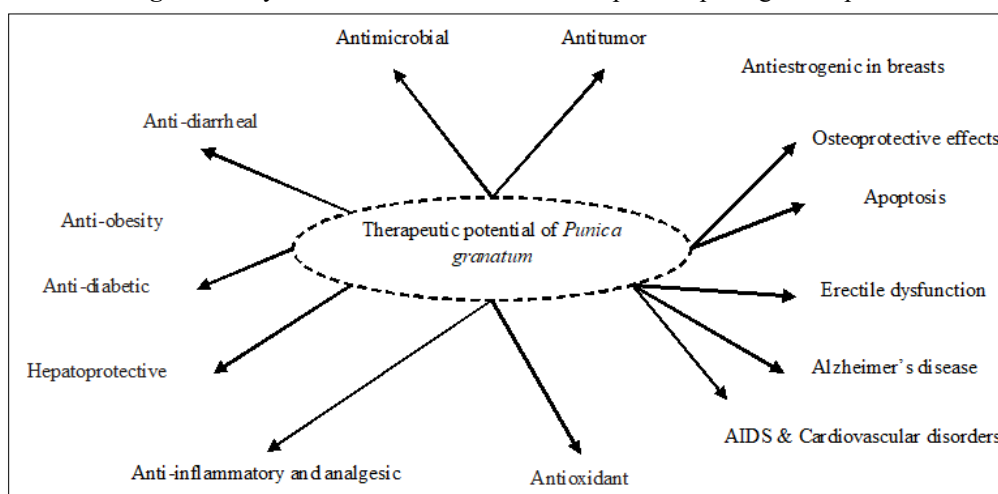 Antimicrobial
Antitumor
Antiestrogenic in breasts
Anti-diarrheal
Osteoprotective effects
Apoptosis
Anti-obesity
Therapeutic potential of Punica
granatum
Anti-diabetic
Erectile dysfunction
Hepatoprotective
Alzheimer's disease
AIDS & Cardiovascular disorders
Anti-inflammatory and analgesic
Antioxidant